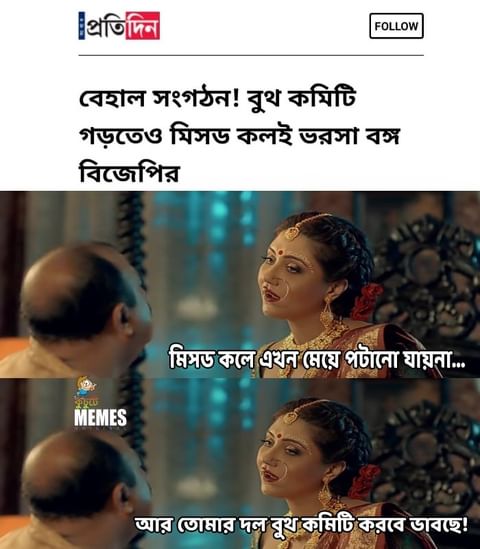 প্রতিদিন
FOLLOW
বেহাল সংগঠন! বুথ কমিটি
গড়তেও মিসড কলই ভরসা বঙ্গ
বিজেপির
মিসড কলে এখন মেয়ে পটানো যায়না...
MEMES
আর তোমার দল বুথ কমিটি করবে ভাবছে!